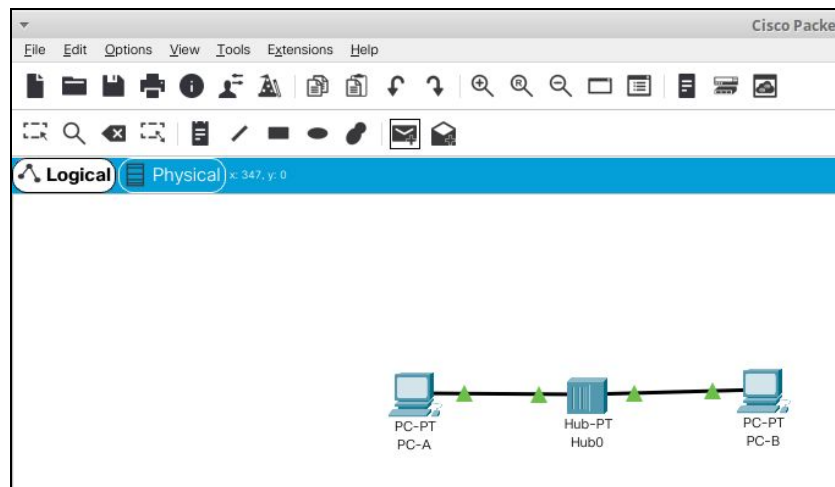 Cisco Packe
File Edit Options View Tools Extensions Help
Logical Physical x: 347, y: 0
PC-PT Hub-PT PC-PT
PC-A Hub0 PC-B